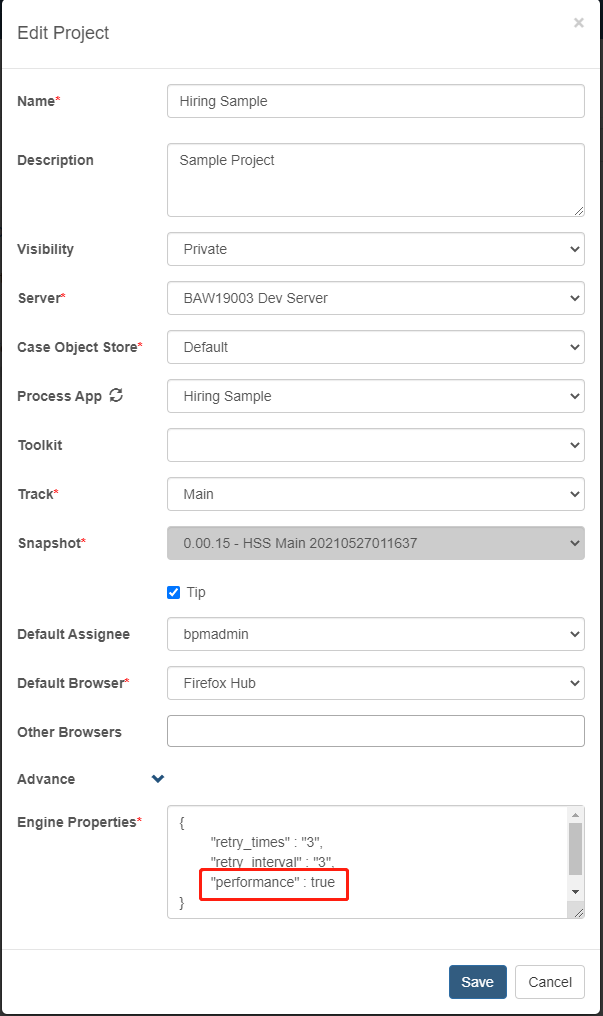 Edit Project
×
Name* Hiring Sample
Description Sample Project
Visibility Private
Server* BAW19003 Dev Server
Case Object Store* Default
Process App Hiring Sample
Toolkit
Track* Main
Snapshot* 0.00.15 - HSS Main 20210527011637
Tip
Default Assignee bpmadmin
Default Browser* Firefox Hub
Other Browsers
Advance
Engine Properties* {
"retry_times" : "3",
"retry_interval" : "3",
"performance" : true
}
Save Cancel